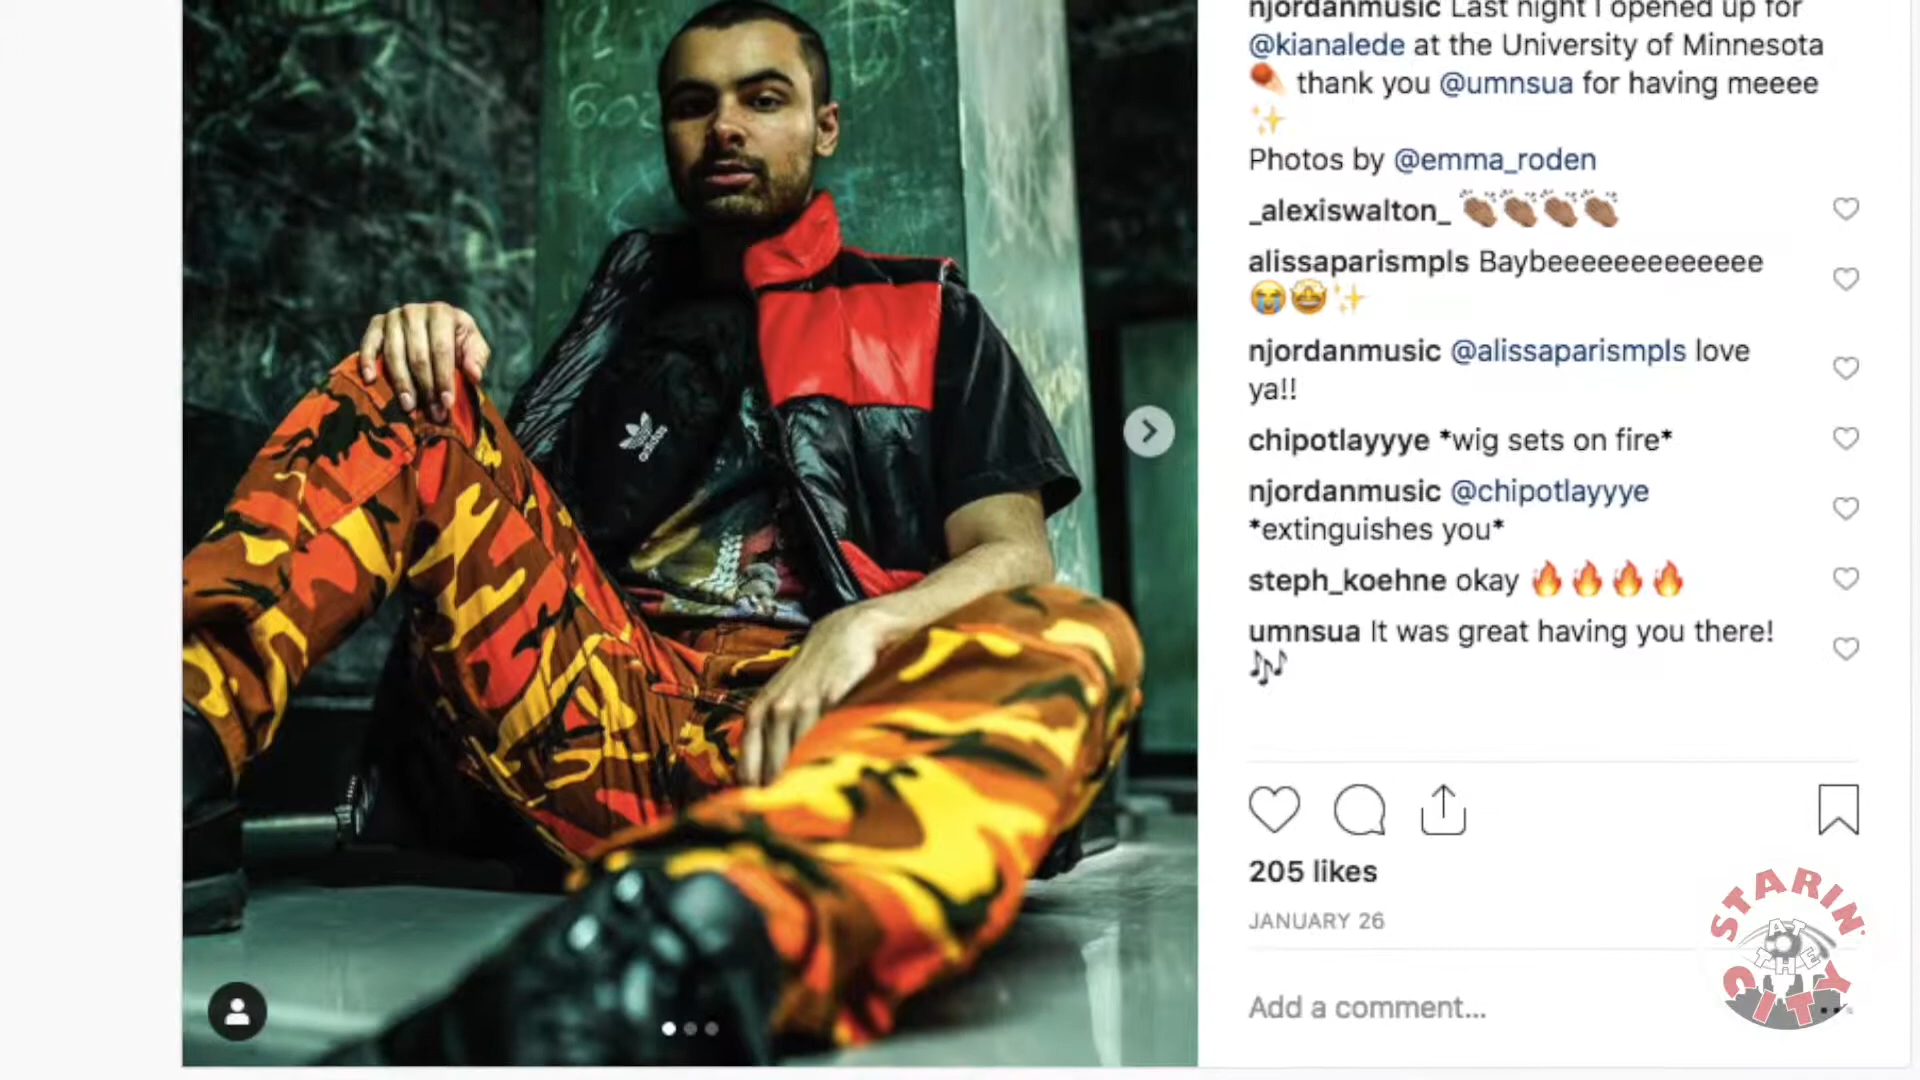 njordanmusic Last night I opened up for
@kianalede at the University of Minnesota
☄️ thank you @umnsua for having meeee
✨
Photos by @emma_roden
_alexiswalton_ 👏🏽👏🏽👏🏽👏🏽
alissaparismpls Baybeeeeeeeeeeeee
😭🤩✨
njordanmusic @alissaparismpls love
ya!!
chipotlayyye *wig sets on fire*
njordanmusic @chipotlayyye
*extinguishes you*
steph_koehne okay 🔥🔥🔥🔥
umnsua It was great having you there!
🎶
205 likes
JANUARY 26
Add a comment...
adidas
602
STARIN'
AT
THE
CITY